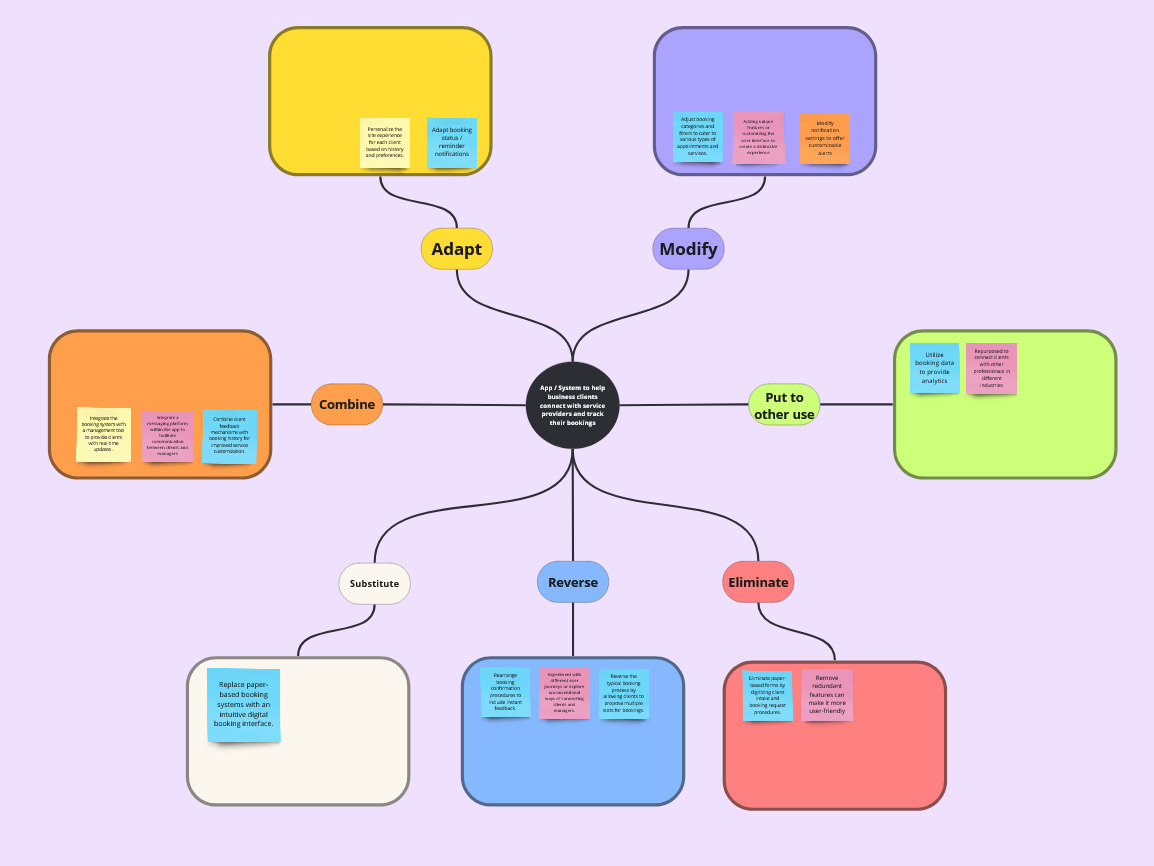 Personalize the
site experience
for each client
based on history
and preferences.
Adapt booking
status /
reminder
notifications
Adjust booking
categories and
filters to cater to
various types of
appointments and
services.
Adding unique
features or
customizing the
user interface to
create a distinctive
experience
Modify
notification
settings to offer
customizable
alerts
Adapt
Modify
Integrate the
booking system with
a management tool
to provide clients
with real-time
updates .
Integrate a
messaging platform
within the app to
facilitate
communication
between clients and
managers
Combine client
feedback
mechanisms with
booking history for
improved service
customization.
Combine
App / System to help
business clients
connect with service
providers and track
their bookings
Put to
other use
Utilize
booking data
to provide
analytics
Repurposed to
connect clients
with other
professionals in
different
industries
Substitute
Reverse
Eliminate
Replace paper-
based booking
systems with an
intuitive digital
booking interface.
Rearrange
booking
confirmation
procedures to
include instant
feedback.
Experiment with
different user
journeys or explore
unconventional
ways of connecting
clients and
managers
Reverse the
typical booking
process by
allowing clients to
propose multiple
slots for bookings.
Eliminate paper-
based forms by
digitizing client
intake and
booking request
procedures.
Remove
redundant
features can
make it more
user-friendly